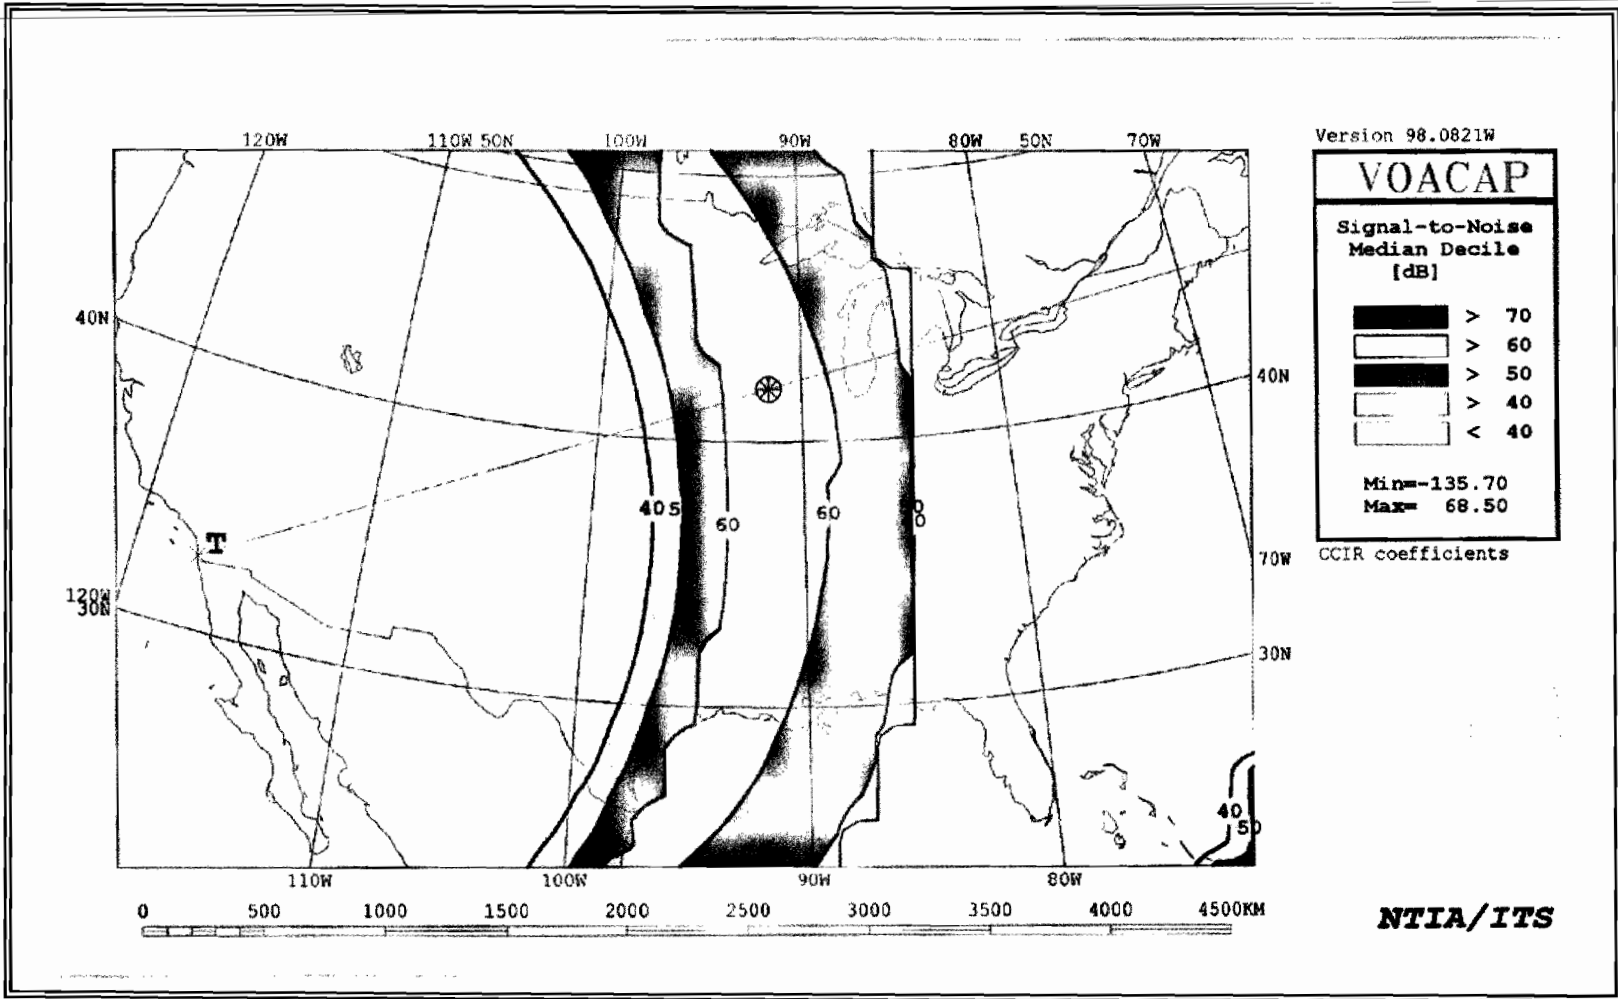 120W 110W 50N 100W 90W 80W 50N 70W
Version 98.0821W
VOACAP
Signal-to-Noise
Median Decile
[dB]
> 70
> 60
> 50
> 40
< 40
Min=-135.70
Max= 68.50
CCIR coefficients
40N
40N
40 5
60
60
T
70W
120W
30N
30N
40
50
110W 100W 90W 80W
0 500 1000 1500 2000 2500 3000 3500 4000 4500KM
NTIA/ITS